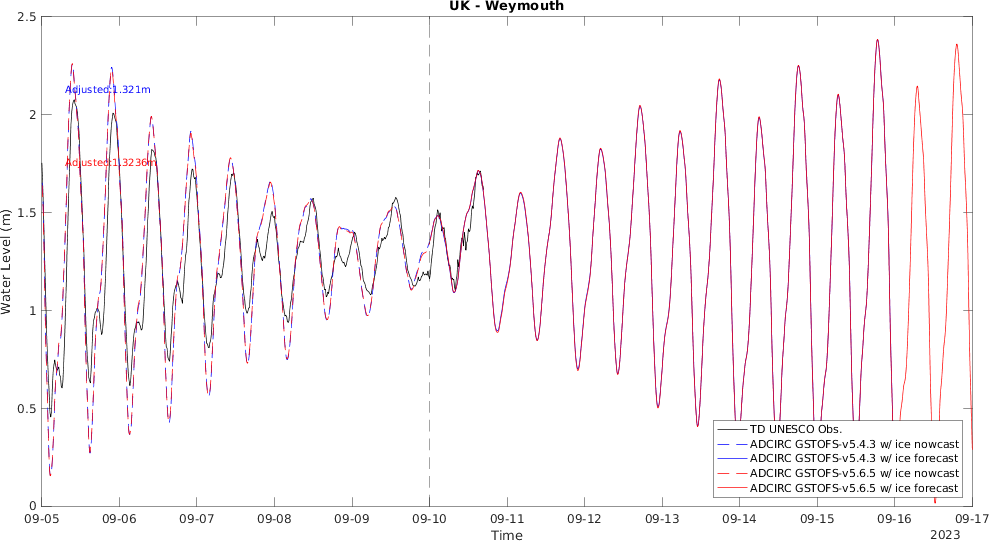 UK - Weymouth
2.5
2
1.5
1
0.5
0
Water Level (m)
Adjusted:1.321m
Adjusted:1.3236m
TD UNESCO Obs.
ADCIRC GSTOFS-v5.4.3 w/ ice nowcast
ADCIRC GSTOFS-v5.4.3 w/ ice forecast
ADCIRC GSTOFS-v5.6.5 w/ ice nowcast
ADCIRC GSTOFS-v5.6.5 w/ ice forecast
09-05 09-06 09-07 09-08 09-09 09-10 09-11 09-12 09-13 09-14 09-15 09-16 09-17
Time
2023